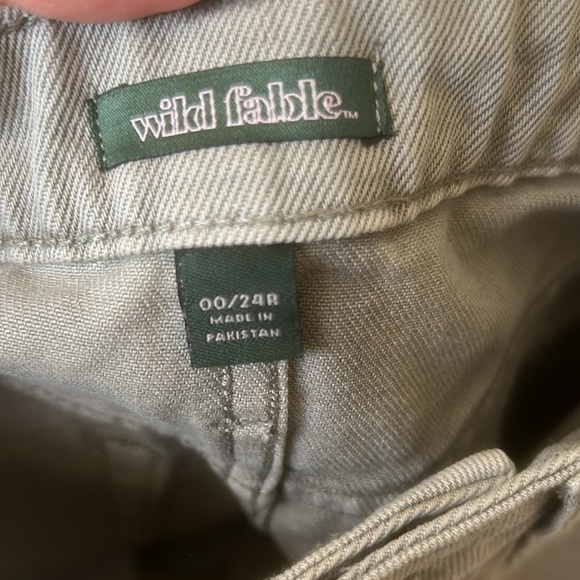 wild fable™
00/24R
MADE IN
PAKISTAN